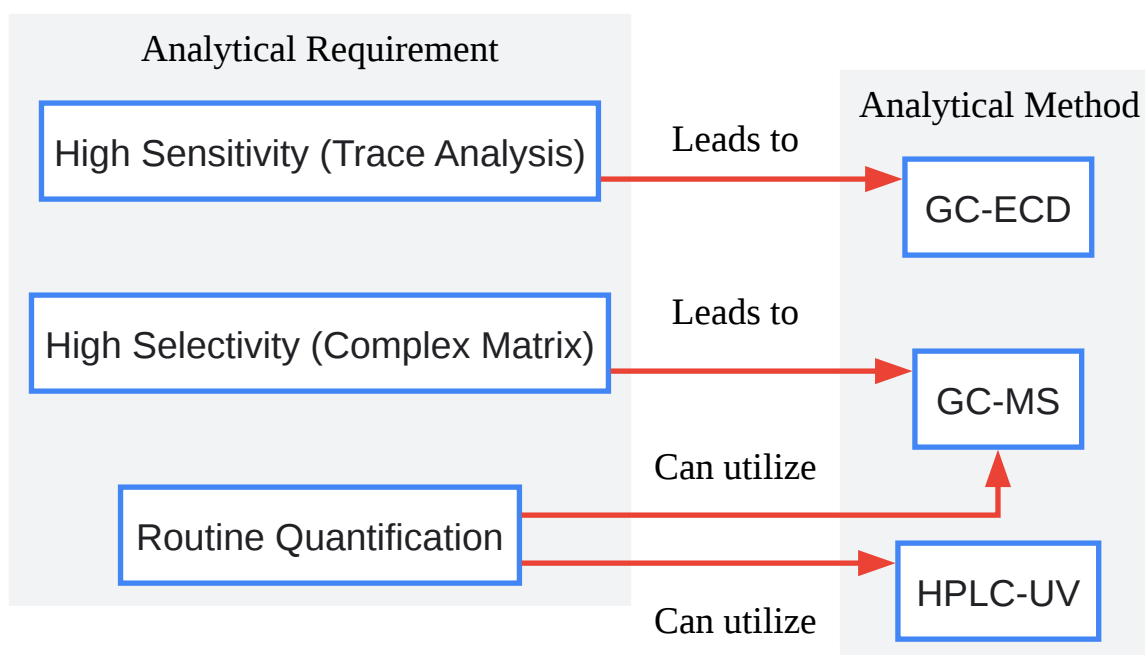 Analytical Requirement
Analytical Method
High Sensitivity (Trace Analysis)
Leads to
GC-ECD
High Selectivity (Complex Matrix)
Leads to
GC-MS
Routine Quantification
Can utilize
Can utilize
HPLC-UV